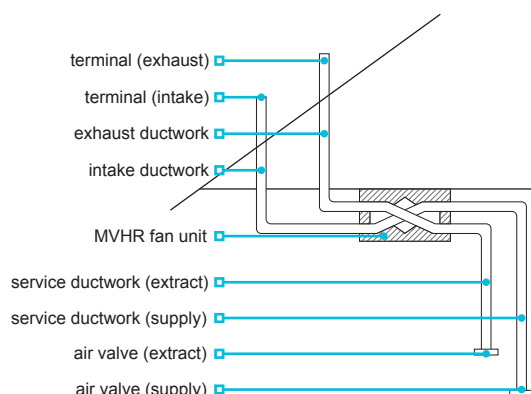 terminal (exhaust)
terminal (intake)
exhaust ductwork
intake ductwork
MVHR fan unit
service ductwork (extract)
service ductwork (supply)
air valve (extract)
air valve (supply)